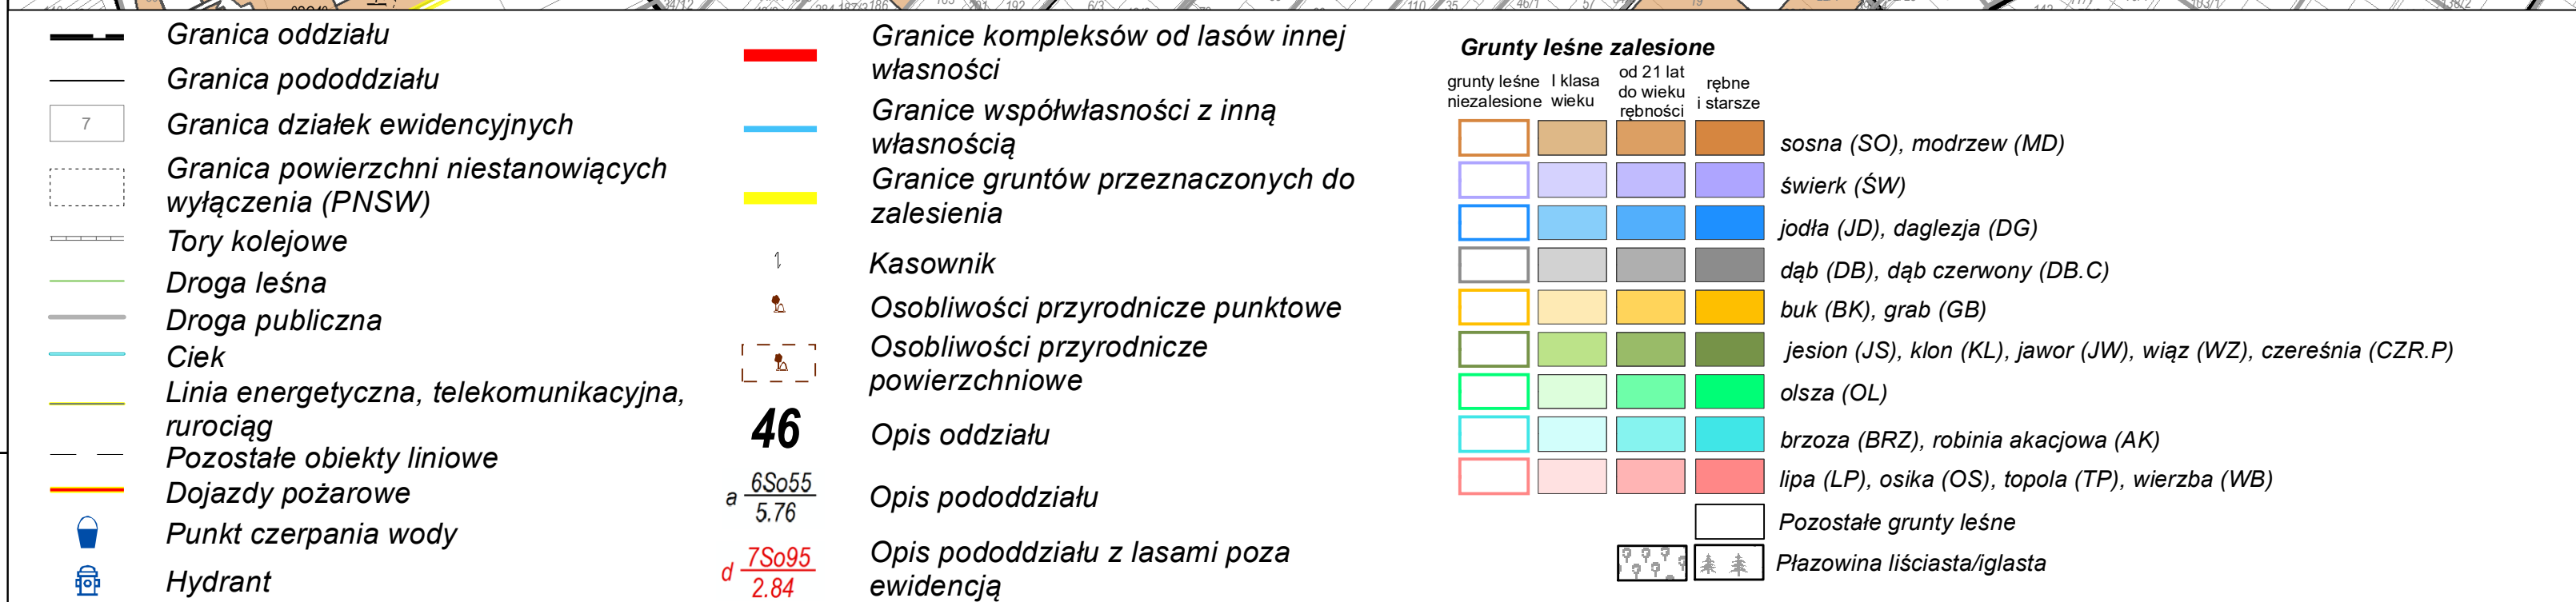 Granica oddziału
Granica pododdziału
7
Granica działek ewidencyjnych
Granica powierzchni niestanowiących
wyłączenia (PNSW)
Tory kolejowe
Droga leśna
Droga publiczna
Ciek
Linia energetyczna, telekomunikacyjna,
rurociąg
Pozostałe obiekty liniowe
Dojazdy pożarowe
Punkt czerpania wody
Hydrant
Granice kompleksów od lasów innej
własności
Granice współwłasności z inną
własnością
Granice gruntów przeznaczonych do
zalesienia
Kasownik
Osobliwości przyrodnicze punktowe
Osobliwości przyrodnicze
powierzchniowe
46
Opis oddziału
a 6So55
5.76
Opis pododdziału
d 7So95
2.84
Opis pododdziału z lasami poza
ewidencją
Grunty leśne zalesione
grunty leśne
niezalesione
I klasa
wieku
od 21 lat
do wieku
rębności
rębne
i starsze
sosna (SO), modrzew (MD)
świerk (ŚW)
jodła (JD), daglezja (DG)
dąb (DB), dąb czerwony (DB.C)
buk (BK), grab (GB)
jesion (JS), klon (KL), jawor (JW), wiąz (WZ), czereśnia (CZR.P)
olsza (OL)
brzoza (BRZ), robinia akacjowa (AK)
lipa (LP), osika (OS), topola (TP), wierzba (WB)
Pozostałe grunty leśne
Płazowina liściasta/iglasta